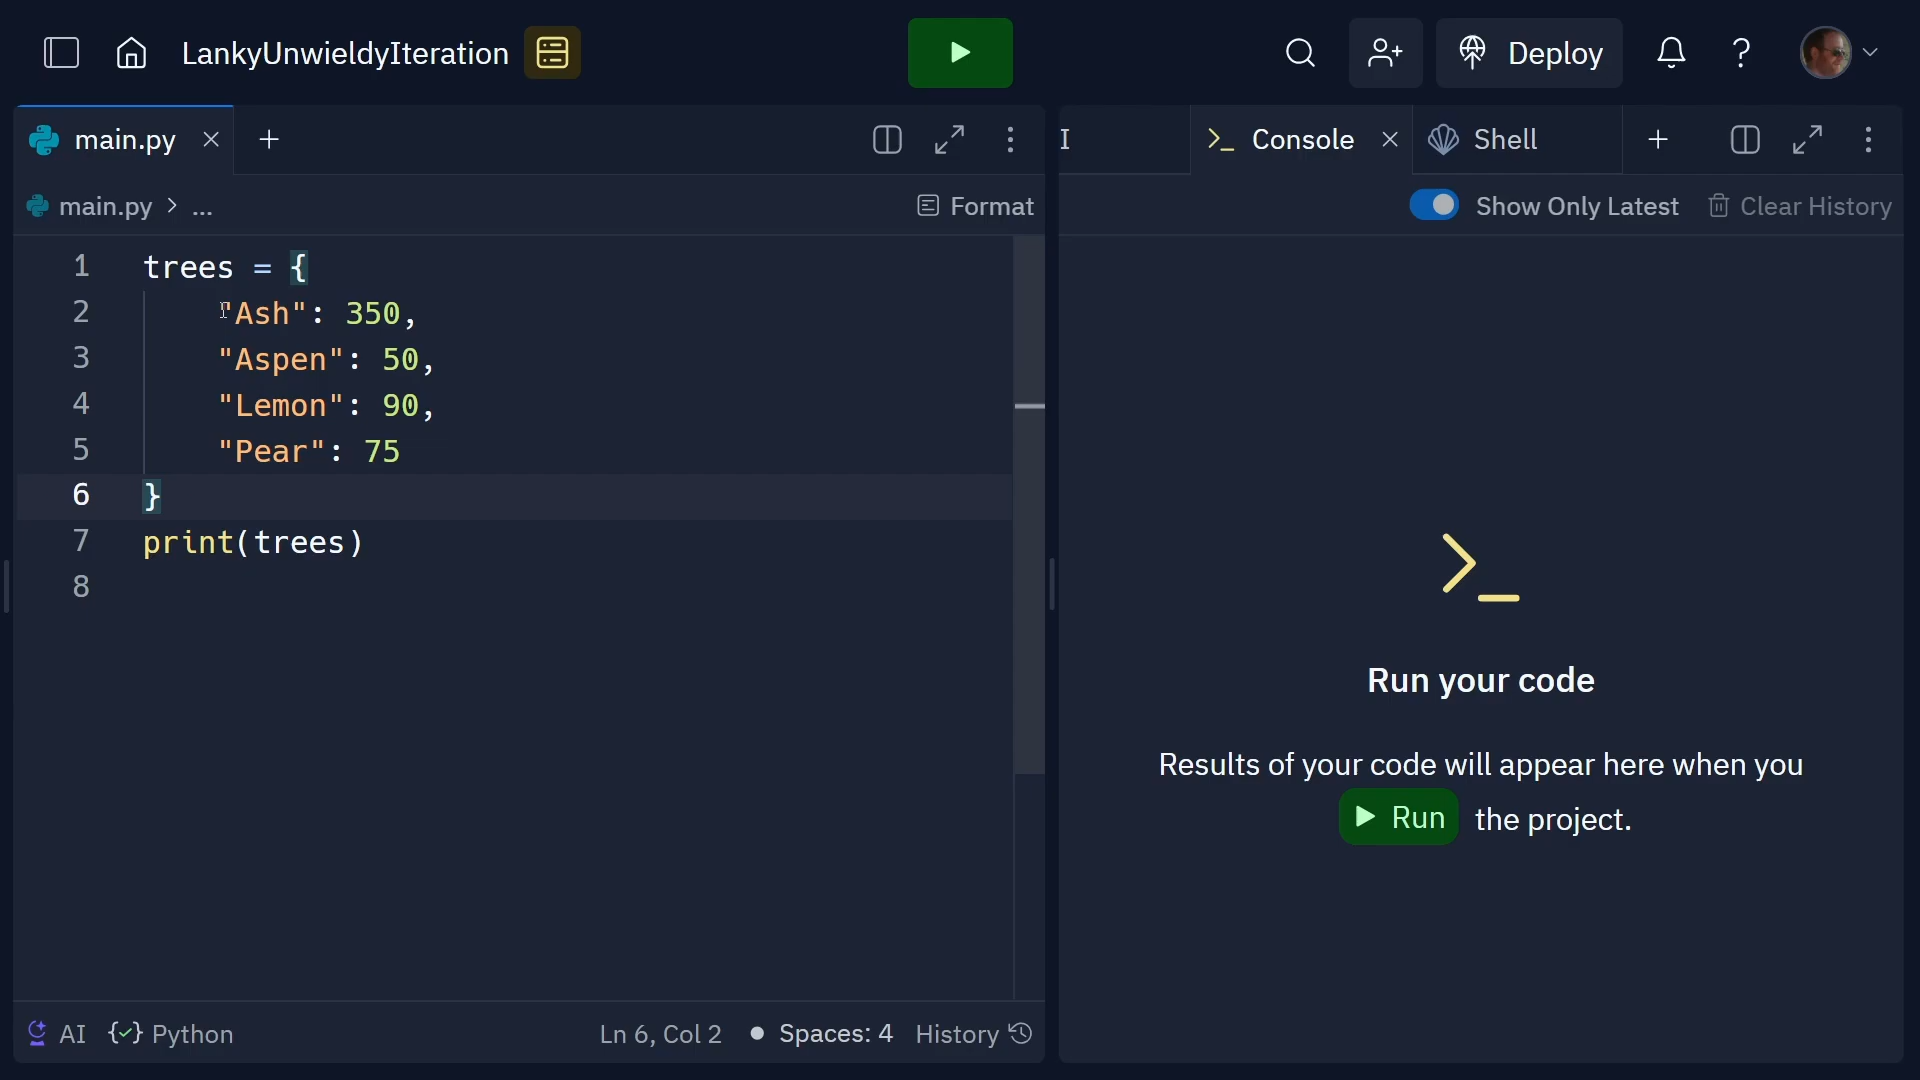 LankyUnwieldyIteration
Deploy
?
main.py
I
Console
Shell
main.py > ...
Format
Show Only Latest
Clear History
1 trees = {
2 "Ash": 350,
3 "Aspen": 50,
4 "Lemon": 90,
5 "Pear": 75
6 }
7 print(trees)
8
Run your code
Results of your code will appear here when you
Run the project.
AI
Python
Ln 6, Col 2
Spaces: 4
History